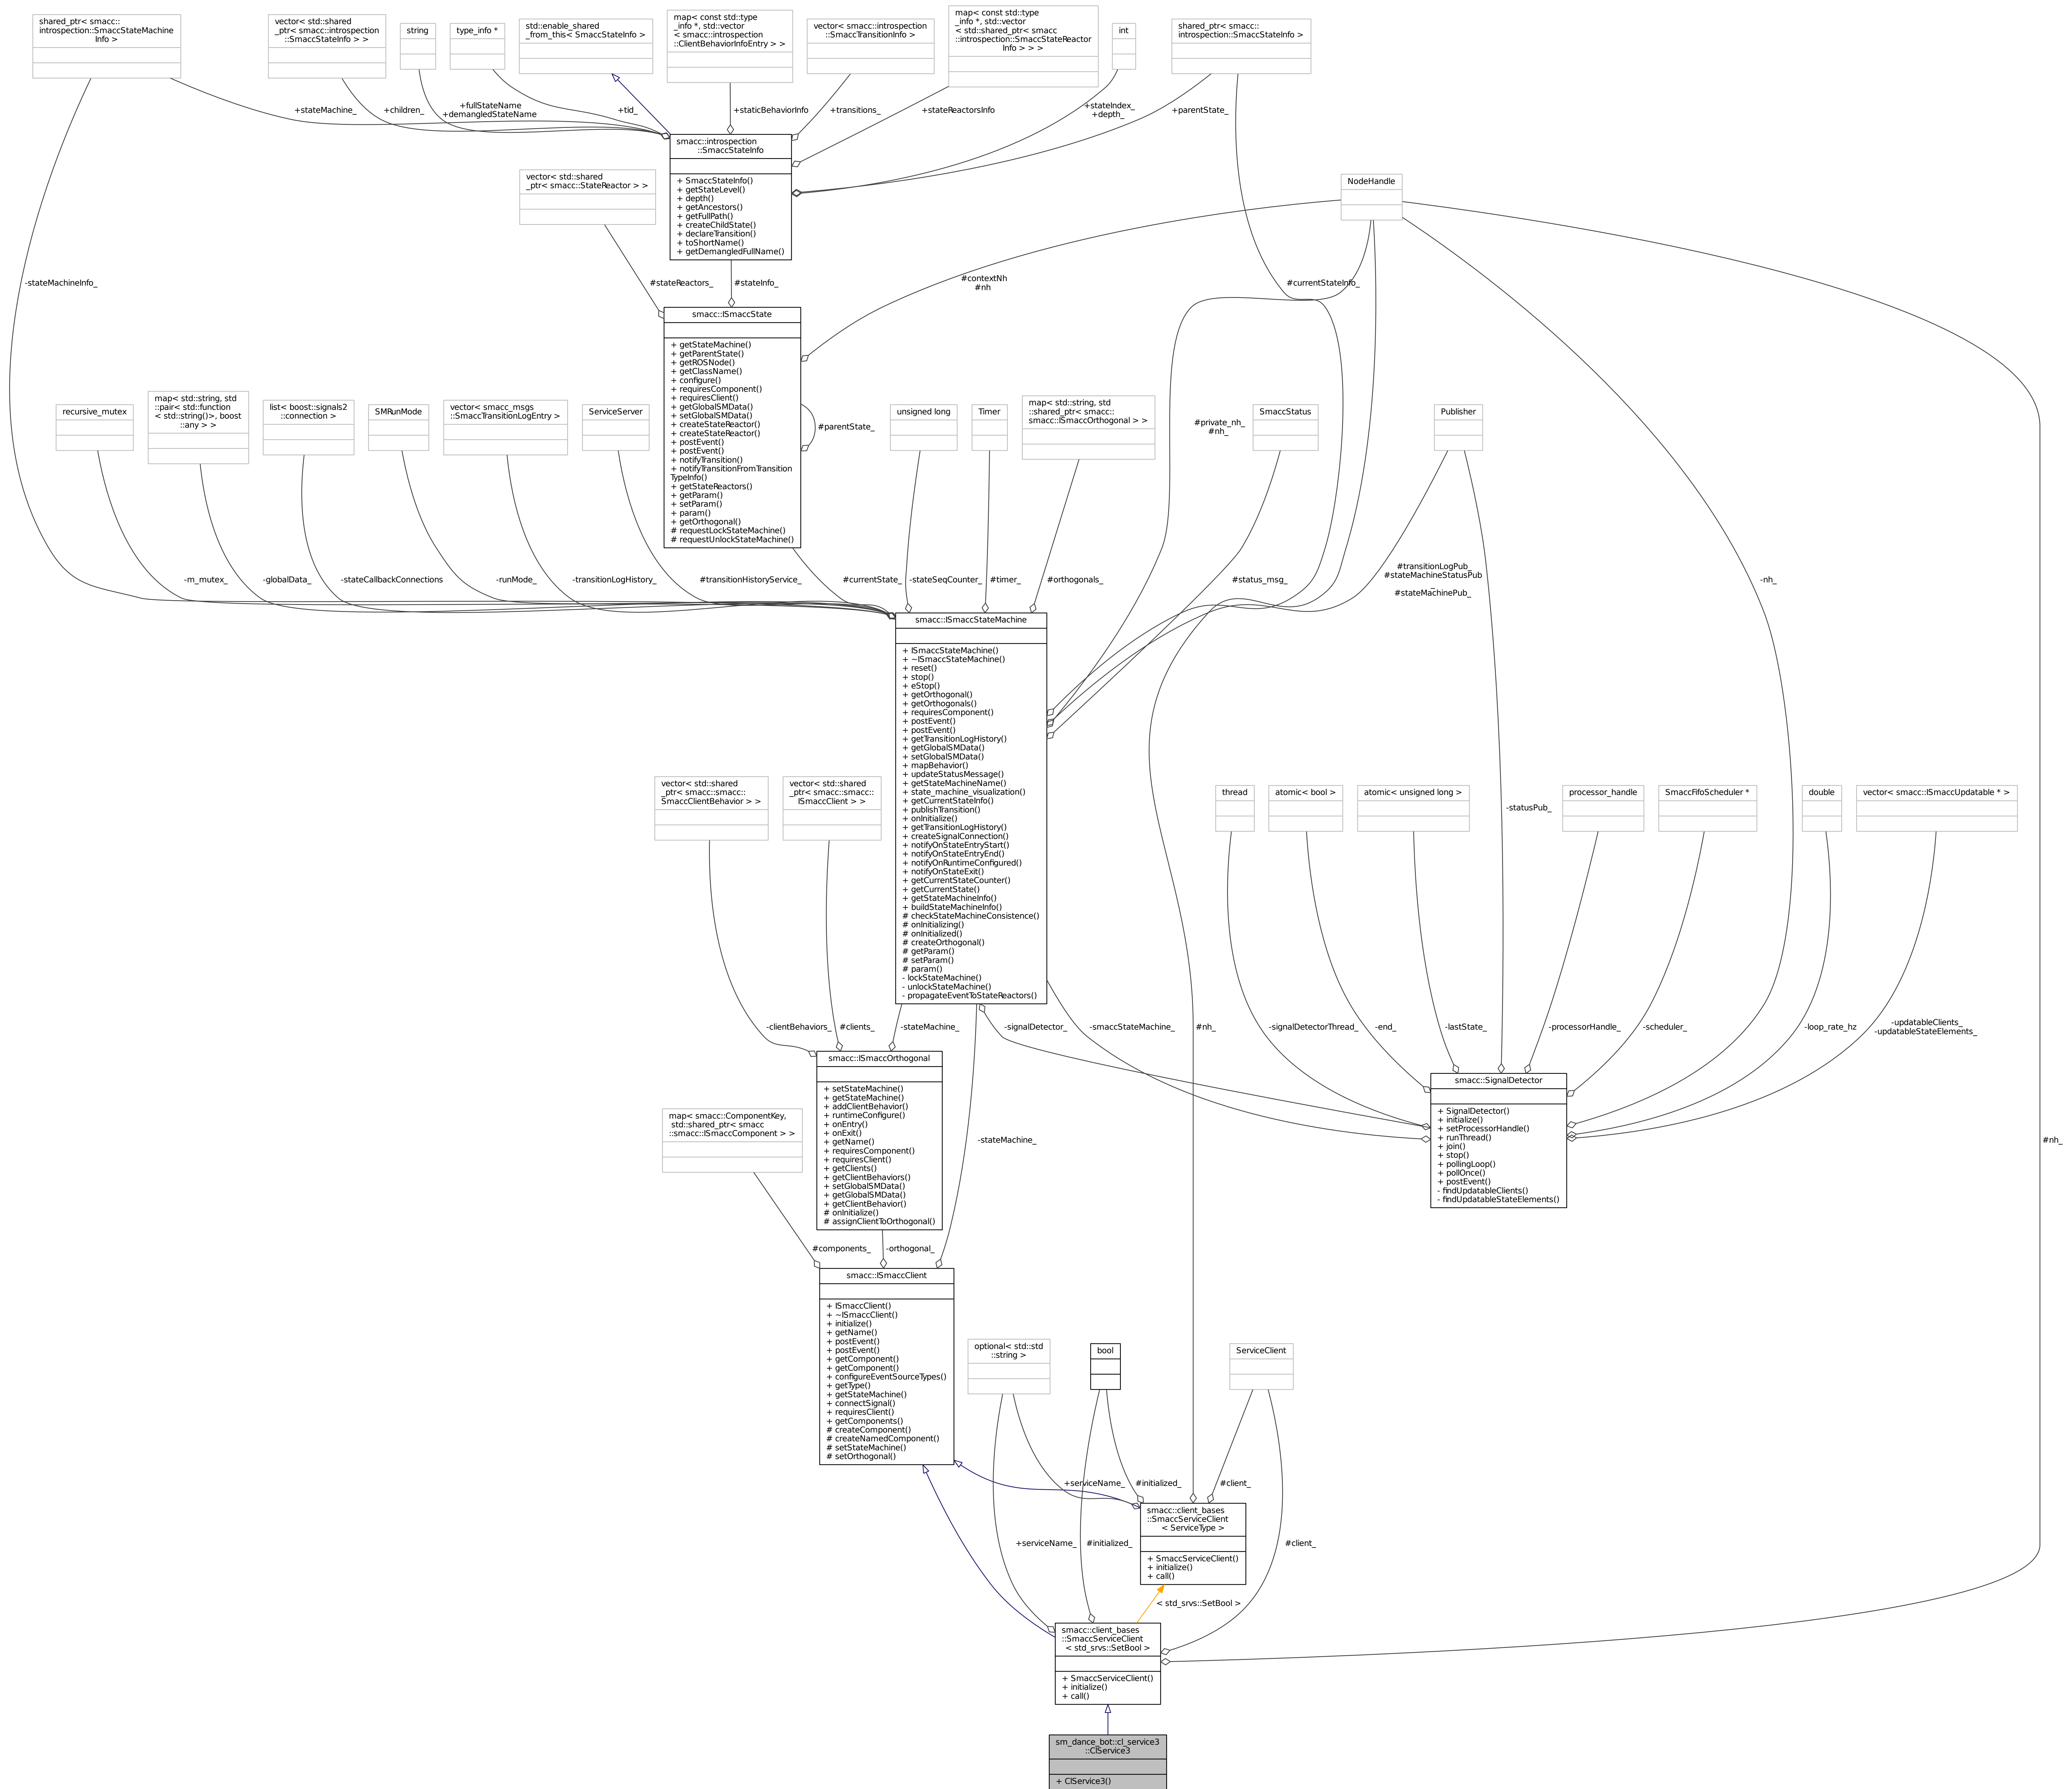 shared_ptr< smacc::
introspection::SmaccStateMachine
Info >
vector< std::shared
_ptr< smacc::introspection
::SmaccStateInfo > >
string
type_info *
std::enable_shared
_from_this< SmaccStateInfo >
map< const std::type
_info *, std::vector
< smacc::introspection
::ClientBehaviorInfoEntry > >
vector< smacc::introspection
::SmaccTransitionInfo >
map< const std::type
_info *, std::vector
< std::shared_ptr< smacc
::introspection::SmaccStateReactor
Info > > >
int
shared_ptr< smacc::
introspection::SmaccStateInfo >
+stateMachine_
+children_
+fullStateName
+demangledStateName
+tid_
+staticBehaviorInfo
+transitions_
+stateReactorsInfo
+stateIndex_
+depth_
+parentState_
smacc::introspection
::SmaccStateInfo
+ SmaccStateInfo()
+ getStateLevel()
+ depth()
+ getAncestors()
+ getFullPath()
+ createChildState()
+ declareTransition()
+ toShortName()
+ getDemangledFullName()
vector< std::shared
_ptr< smacc::StateReactor > >
NodeHandle
-stateMachineInfo_
#stateReactors_
#stateInfo_
#contextNh
#nh
#currentStateInfo_
smacc::ISmaccState
+ getStateMachine()
+ getParentState()
+ getROSNode()
+ getClassName()
+ configure()
+ requiresComponent()
+ requiresClient()
+ getGlobalSMData()
+ setGlobalSMData()
+ createStateReactor()
+ createStateReactor()
+ postEvent()
+ postEvent()
+ notifyTransition()
+ notifyTransitionFromTransition
TypeInfo()
+ getStateReactors()
+ getParam()
+ setParam()
+ param()
+ getOrthogonal()
# requestLockStateMachine()
# requestUnlockStateMachine()
#parentState_
recursive_mutex
map< std::string, std
::pair< std::function
< std::string()>, boost
::any > >
list< boost::signals2
::connection >
SMRunMode
vector< smacc_msgs
::SmaccTransitionLogEntry >
ServiceServer
unsigned long
Timer
map< std::string, std
::shared_ptr< smacc::
smacc::ISmaccOrthogonal > >
#private_nh_
#nh_
SmaccStatus
Publisher
-m_mutex_
-globalData_
-stateCallbackConnections
-runMode_
-transitionLogHistory_
#transitionHistoryService_
#currentState_
-stateSeqCounter_
#timer_
#orthogonals_
#status_msg_
#transitionLogPub_
#stateMachineStatusPub
_
#stateMachinePub_
-nh_
smacc::ISmaccStateMachine
+ ISmaccStateMachine()
+ ~ISmaccStateMachine()
+ reset()
+ stop()
+ eStop()
+ getOrthogonal()
+ getOrthogonals()
+ requiresComponent()
+ postEvent()
+ postEvent()
+ getTransitionLogHistory()
+ getGlobalSMData()
+ setGlobalSMData()
+ mapBehavior()
+ updateStatusMessage()
+ getStateMachineName()
+ state_machine_visualization()
+ getCurrentStateInfo()
+ publishTransition()
+ onInitialize()
+ getTransitionLogHistory()
+ createSignalConnection()
+ notifyOnStateEntryStart()
+ notifyOnStateEntryEnd()
+ notifyOnRuntimeConfigured()
+ notifyOnStateExit()
+ getCurrentStateCounter()
+ getCurrentState()
+ getStateMachineInfo()
+ buildStateMachineInfo()
# checkStateMachineConsistence()
# onInitializing()
# onInitialized()
# createOrthogonal()
# getParam()
# setParam()
# param()
- lockStateMachine()
- unlockStateMachine()
- propagateEventToStateReactors()
vector< std::shared
_ptr< smacc::smacc::
SmaccClientBehavior > >
vector< std::shared
_ptr< smacc::smacc::
ISmaccClient > >
thread
atomic< bool >
atomic< unsigned long >
-statusPub_
processor_handle
SmaccFifoScheduler *
double
vector< smacc::ISmaccUpdatable * >
-clientBehaviors_
#clients_
-stateMachine_
-signalDetector_
-smaccStateMachine_
#nh_
-signalDetectorThread_
-end_
-lastState_
-processorHandle_
-scheduler_
-loop_rate_hz
-updatableClients_
-updatableStateElements_
smacc::ISmaccOrthogonal
+ setStateMachine()
+ getStateMachine()
+ addClientBehavior()
+ runtimeConfigure()
+ onEntry()
+ onExit()
+ getName()
+ requiresComponent()
+ requiresClient()
+ getClients()
+ getClientBehaviors()
+ setGlobalSMData()
+ getGlobalSMData()
+ getClientBehavior()
# onInitialize()
# assignClientToOrthogonal()
smacc::SignalDetector
+ SignalDetector()
+ initialize()
+ setProcessorHandle()
+ runThread()
+ join()
+ stop()
+ pollingLoop()
+ pollOnce()
+ postEvent()
- findUpdatableClients()
- findUpdatableStateElements()
map< smacc::ComponentKey,
std::shared_ptr< smacc
::smacc::ISmaccComponent > >
-stateMachine_
#nh_
#components_
-orthogonal_
smacc::ISmaccClient
+ ISmaccClient()
+ ~ISmaccClient()
+ initialize()
+ getName()
+ postEvent()
+ postEvent()
+ getComponent()
+ getComponent()
+ configureEventSourceTypes()
+ getType()
+ getStateMachine()
+ connectSignal()
+ requiresClient()
+ getComponents()
# createComponent()
# createNamedComponent()
# setStateMachine()
# setOrthogonal()
optional< std::std
::string >
bool
ServiceClient
+serviceName_
#initialized_
#client_
smacc::client_bases
::SmaccServiceClient
< ServiceType >
+ SmaccServiceClient()
+ initialize()
+ call()
+serviceName_
#initialized_
#client_
< std_srvs::SetBool >
smacc::client_bases
::SmaccServiceClient
< std_srvs::SetBool >
+ SmaccServiceClient()
+ initialize()
+ call()
sm_dance_bot::cl_service3
::ClService3
+ ClService3()